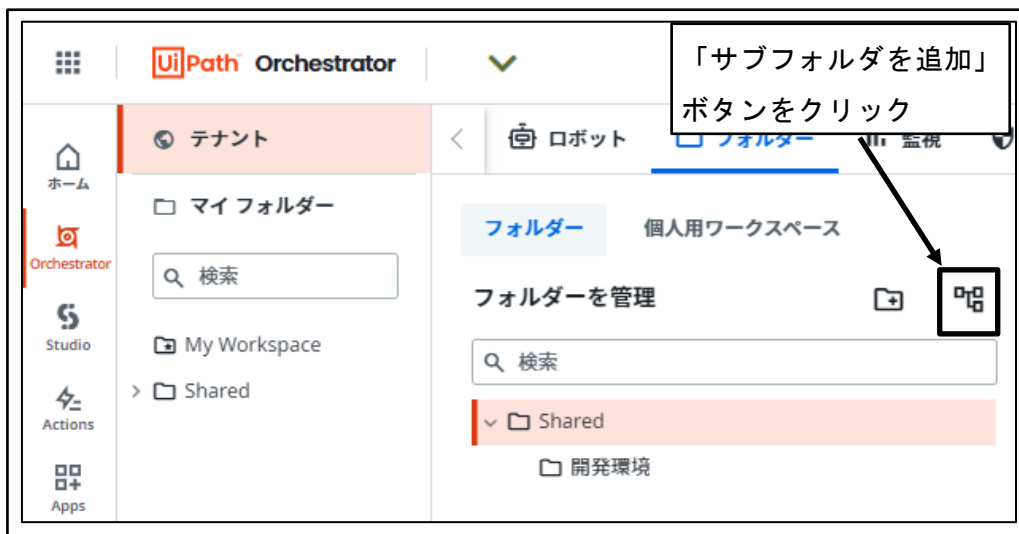 UiPath Orchestrator
「サブフォルダを追加」
ボタンをクリック
ホーム
Orchestrator
Studio
Actions
Apps
テナント
マイ フォルダー
検索
My Workspace
Shared
ロボット
フォルダー
監視
フォルダー
個人用ワークスペース
フォルダーを管理
検索
Shared
開発環境